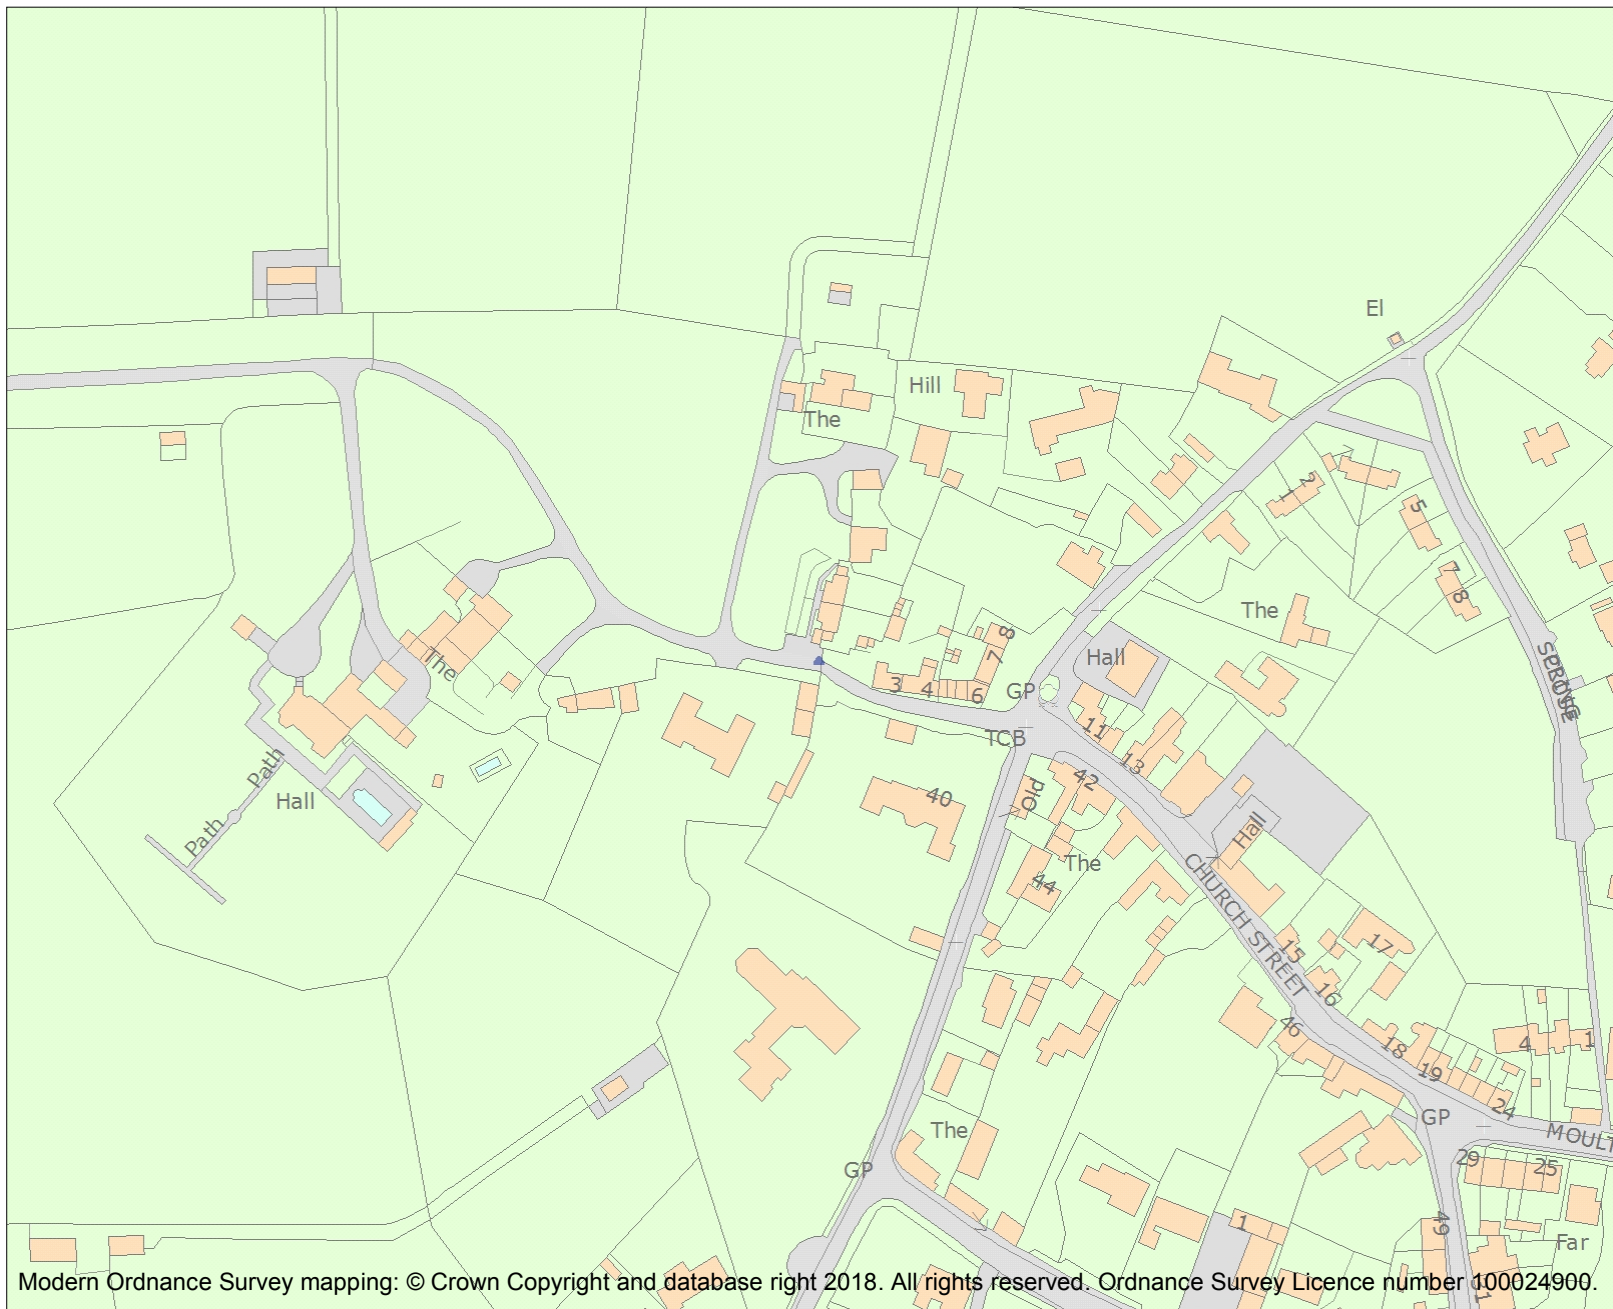 El
Hill
The
1
2
5
7
8
The
The
Hall
8
7
3
4
6
GP
TCB
11
13
SPRING
CLOSE
Path
Hall
Path
40
Old
42
The
44
Hall
CHURCH STREET
15
17
16
46
18
19
24
4
1
GP
MOULT
29
25
The
GP
1
49
Far
31
Modern Ordnance Survey mapping: © Crown Copyright and database right 2018. All rights reserved. Ordnance Survey Licence number 100024900.